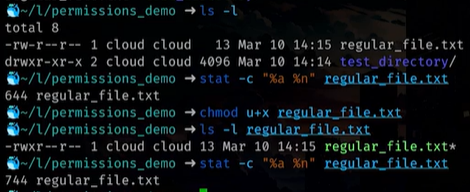 ~/l/permissions_demo → ls -l
total 8
-rw-r--r-- 1 cloud cloud   13 Mar 10 14:15 regular_file.txt
drwxr-xr-x 2 cloud cloud 4096 Mar 10 14:14 test_directory/
~/l/permissions_demo → stat -c "%a %n" regular_file.txt
644 regular_file.txt
~/l/permissions_demo → chmod u+x regular_file.txt
~/l/permissions_demo → ls -l regular_file.txt
-rwxr--r-- 1 cloud cloud 13 Mar 10 14:15 regular_file.txt*
~/l/permissions_demo → stat -c "%a %n" regular_file.txt
744 regular_file.txt